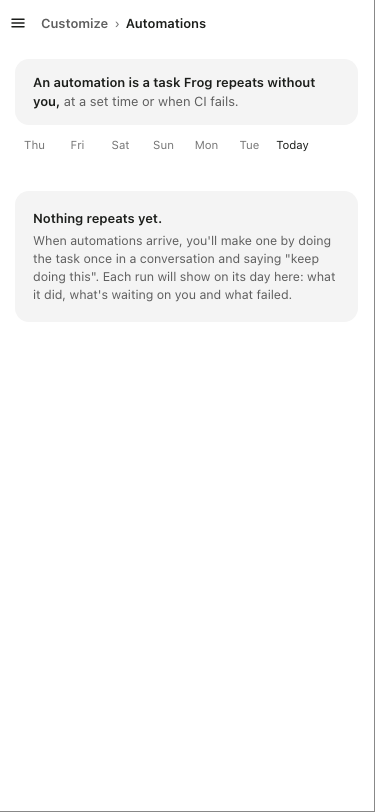 Customize › Automations
An automation is a task Frog repeats without
you, at a set time or when CI fails.
Thu Fri Sat Sun Mon Tue Today
Nothing repeats yet.
When automations arrive, you'll make one by doing
the task once in a conversation and saying "keep
doing this". Each run will show on its day here: what
it did, what's waiting on you and what failed.